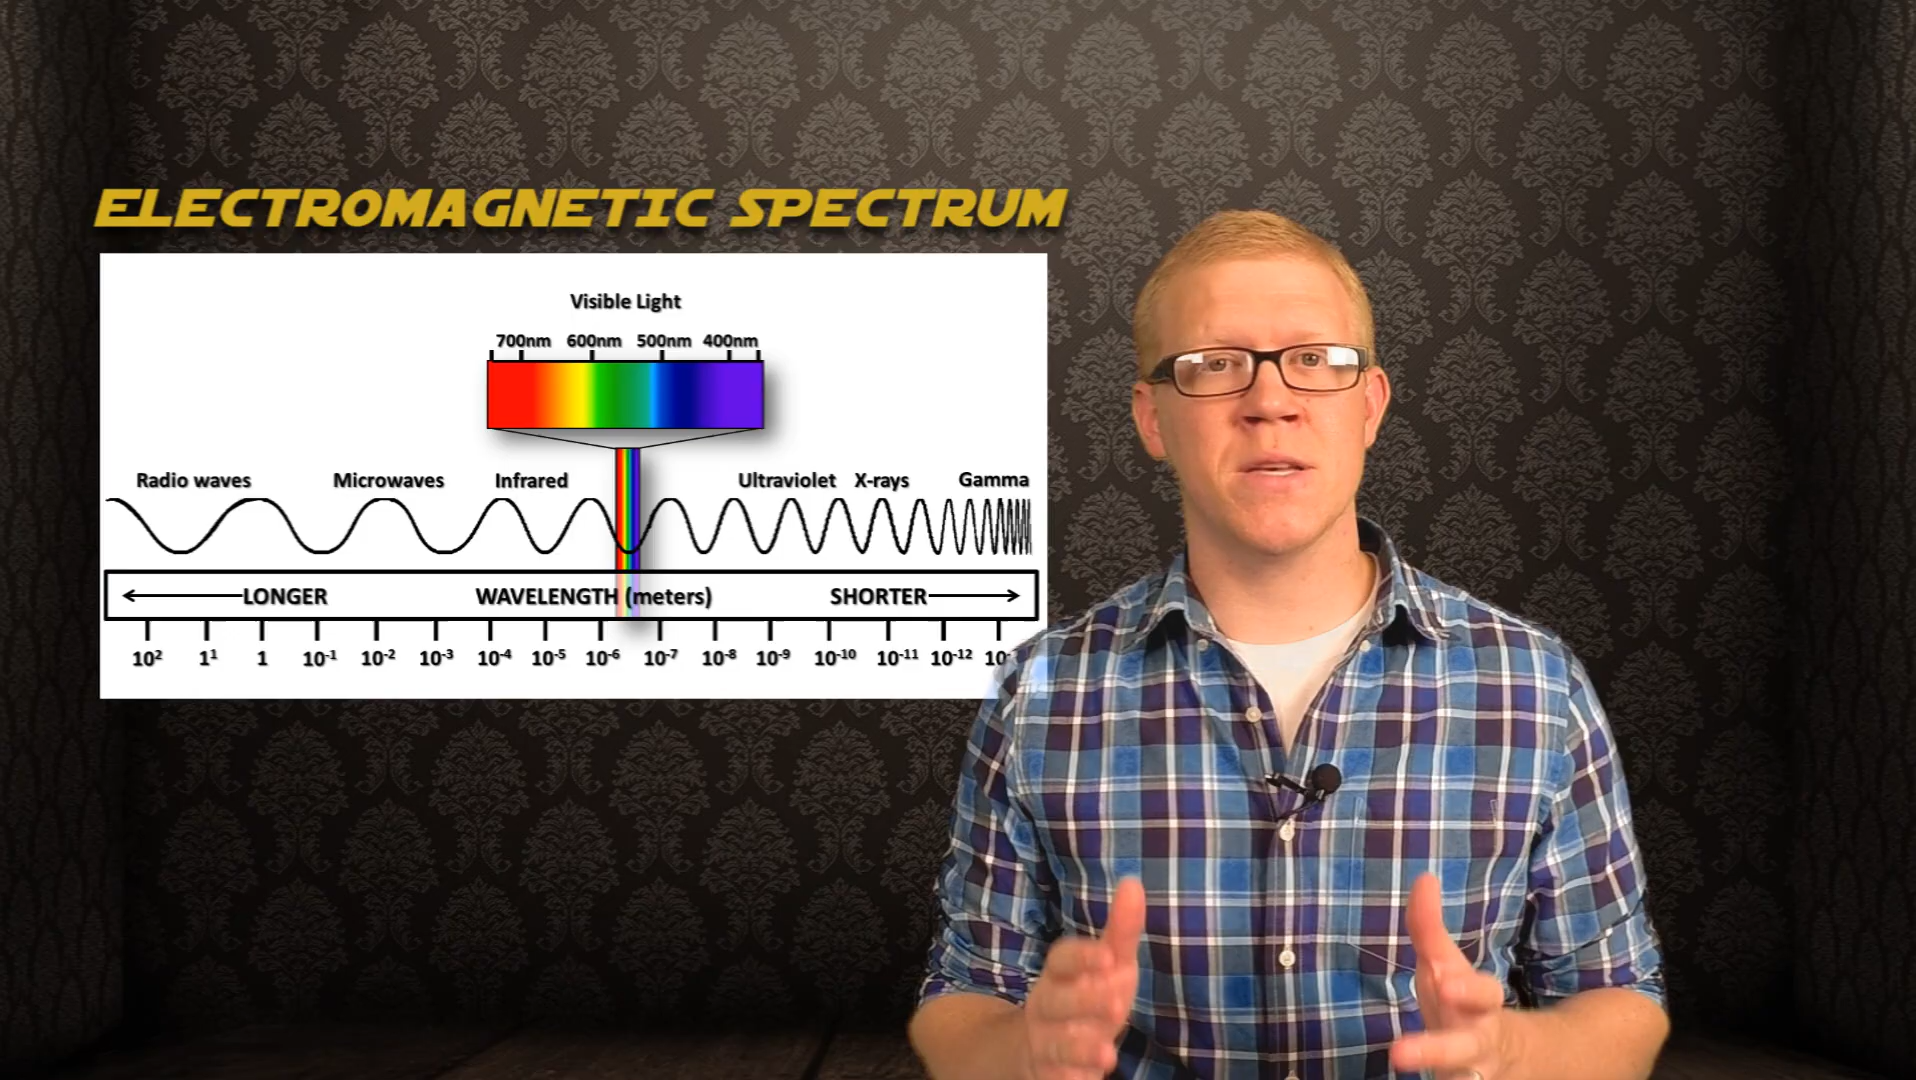 ELECTROMAGNETIC SPECTRUM
Visible Light
700nm 600nm 500nm 400nm
Radio waves Microwaves Infrared Ultraviolet X-rays Gamma
LONGER WAVELENGTH (meters) SHORTER
10² 1¹ 1 10⁻¹ 10⁻² 10⁻³ 10⁻⁴ 10⁻⁵ 10⁻⁶ 10⁻⁷ 10⁻⁸ 10⁻⁹ 10⁻¹⁰ 10⁻¹¹ 10⁻¹²